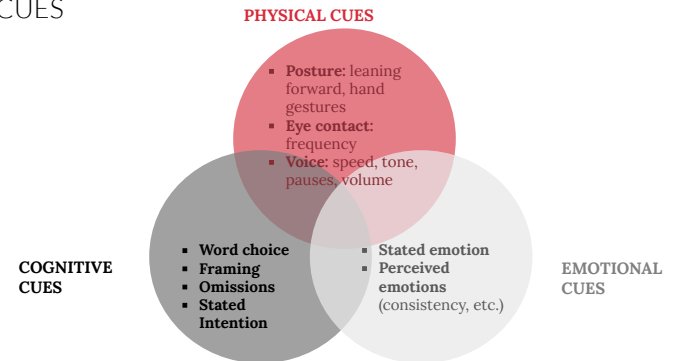 CUES
PHYSICAL CUES
▪ Posture: leaning
forward, hand
gestures
▪ Eye contact:
frequency
▪ Voice: speed, tone,
pauses, volume
COGNITIVE
CUES
▪ Word choice
▪ Framing
▪ Omissions
▪ Stated
Intention
▪ Stated emotion
▪ Perceived
emotions
(consistency, etc.)
EMOTIONAL
CUES